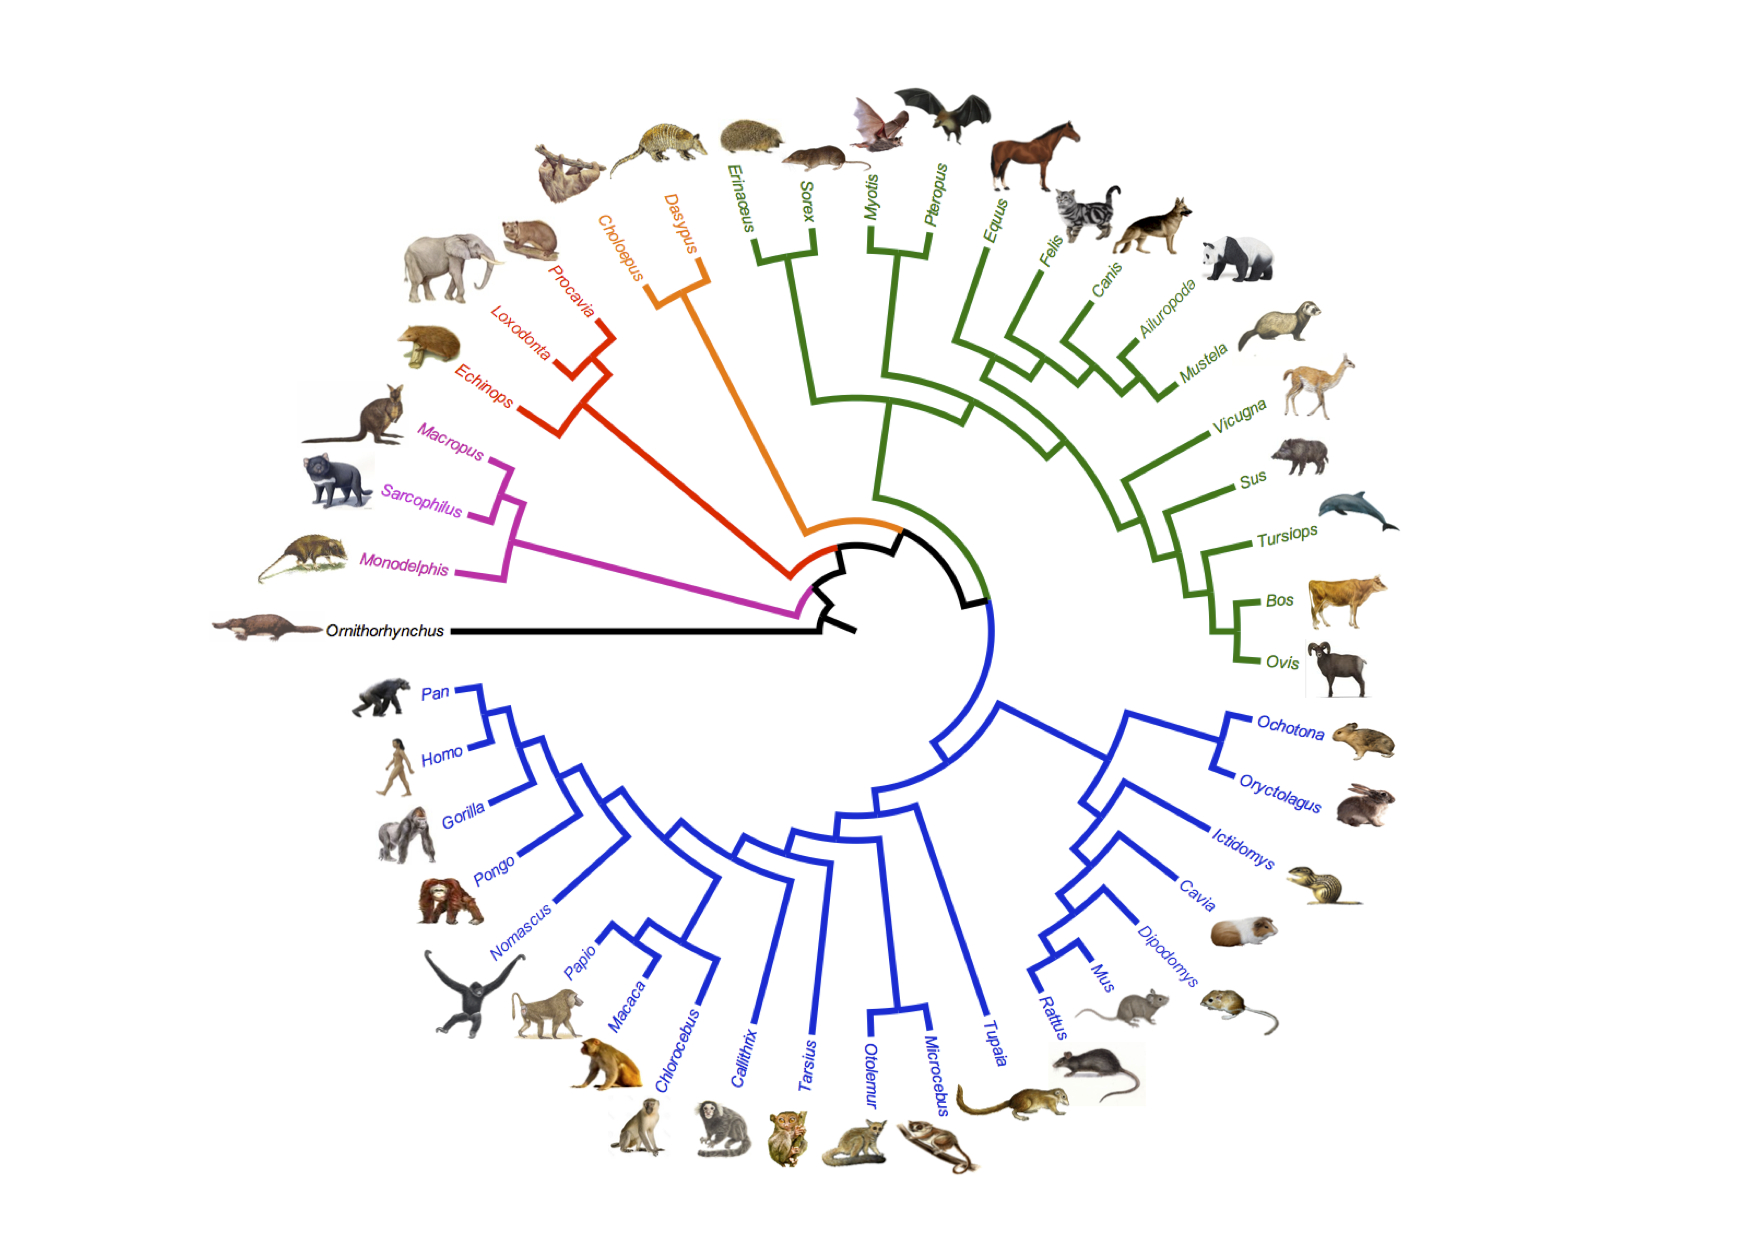 Ornithorhynchus
Monodelphis
Sarcophilus
Macropus
Echinops
Loxodonta
Procavia
Choloepus
Dasypus
Erinaceus
Sorex
Myotis
Pteropus
Equus
Felis
Canis
Ailuropoda
Mustela
Vicugna
Sus
Tursiops
Bos
Ovis
Ochotona
Oryctolagus
Ictidomys
Cavia
Dipodomys
Mus
Rattus
Tupaia
Microcebus
Otolemur
Tarsius
Callithrix
Chlorocebus
Macaca
Papio
Nomascus
Pongo
Gorilla
Homo
Pan